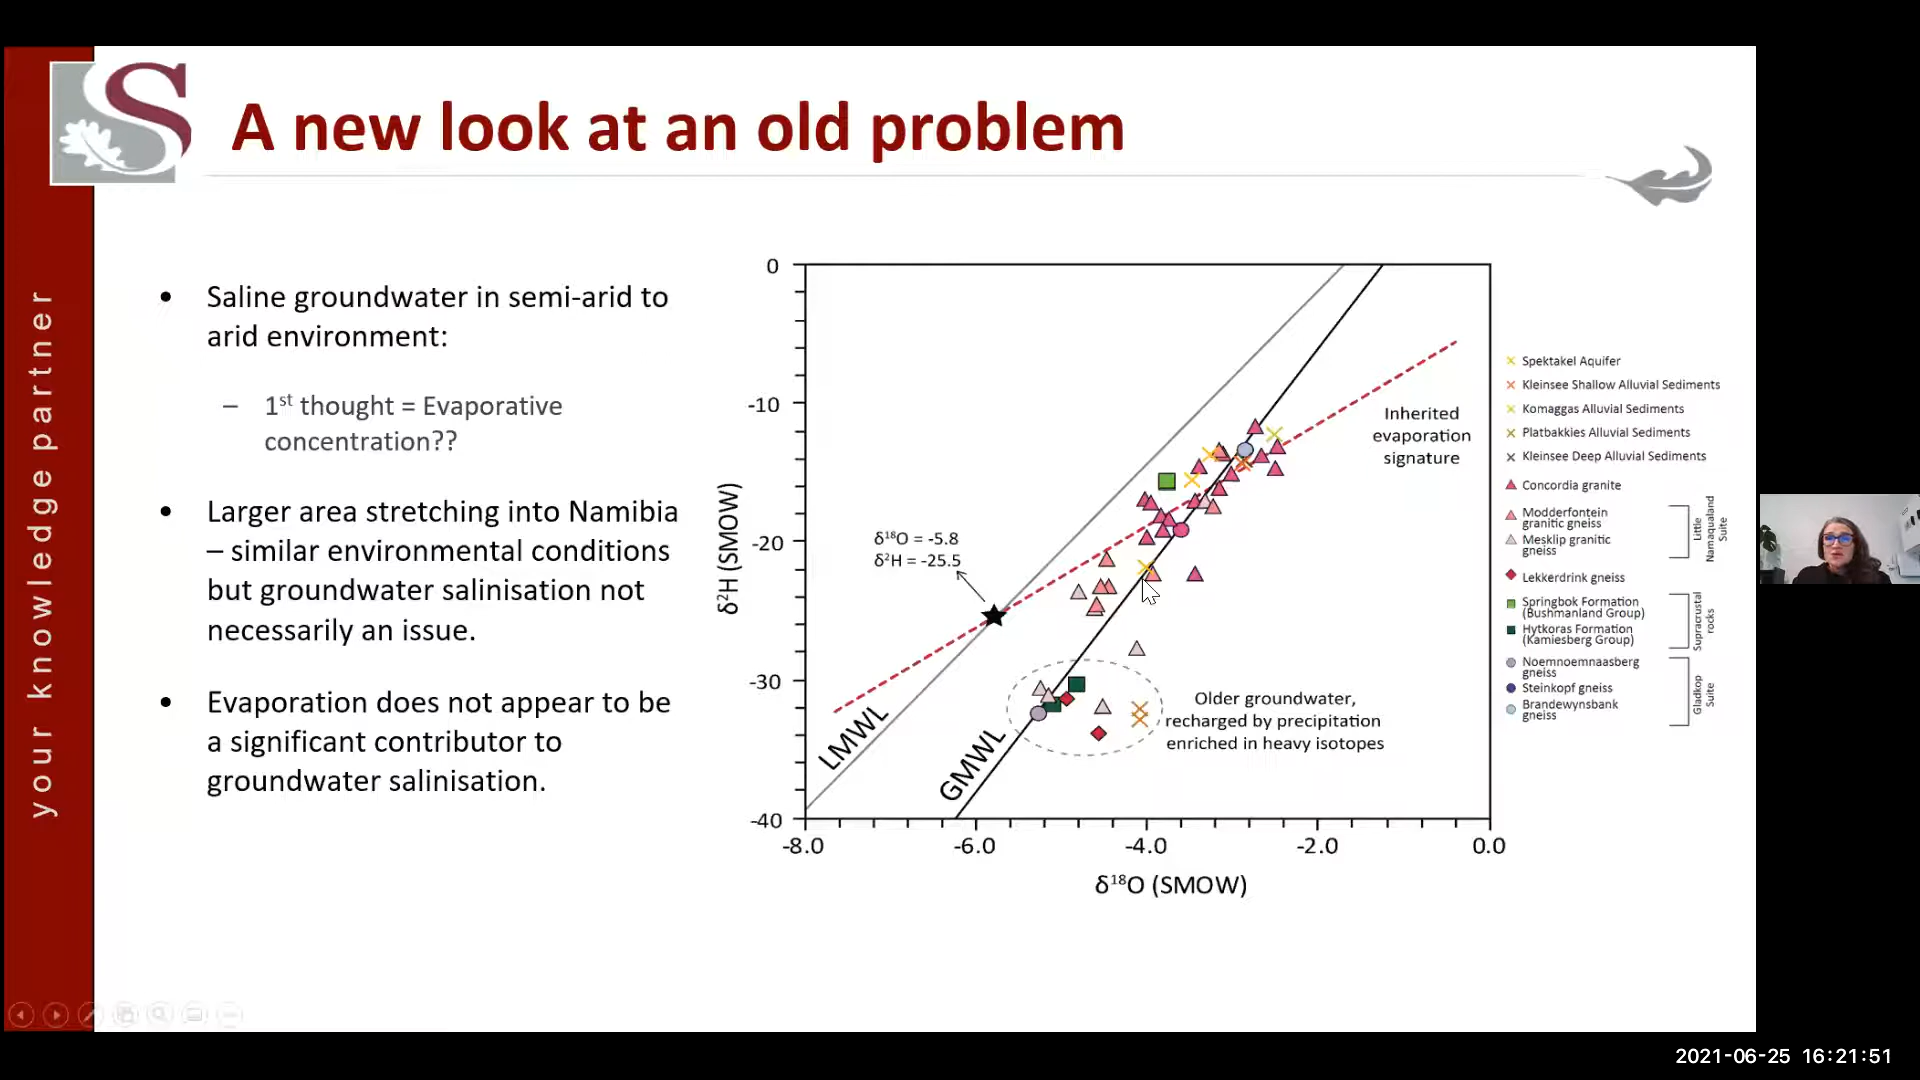 A new look at an old problem
your knowledge partner
• Saline groundwater in semi-arid to
arid environment:
– 1st thought = Evaporative
concentration??
• Larger area stretching into Namibia
– similar environmental conditions
but groundwater salinisation not
necessarily an issue.
• Evaporation does not appear to be
a significant contributor to
groundwater salinisation.
0
-10
-20
-30
-40
δ²H (SMOW)
-8.0
-6.0
-4.0
-2.0
0.0
δ¹⁸O (SMOW)
δ¹⁸O = -5.8
δ²H = -25.5
LMWL
GMWL
Inherited
evaporation
signature
Older groundwater,
recharged by precipitation
enriched in heavy isotopes
Spektakel Aquifer
Kleinsee Shallow Alluvial Sediments
Komaggas Alluvial Sediments
Platbakkies Alluvial Sediments
Kleinsee Deep Alluvial Sediments
Concordia granite
Modderfontein
granitic gneiss
Mesklip granitic
gneiss
Little
Namaqualand
Suite
Lekkerdrink gneiss
Springbok Formation
(Bushmanland Group)
Hytkoras Formation
(Kamiesberg Group)
Supracrustal
rocks
Noemnoemnaasberg
gneiss
Steinkopf gneiss
Brandewynsbank
gneiss
Gladkop
Suite
2021-06-25 16:21:51